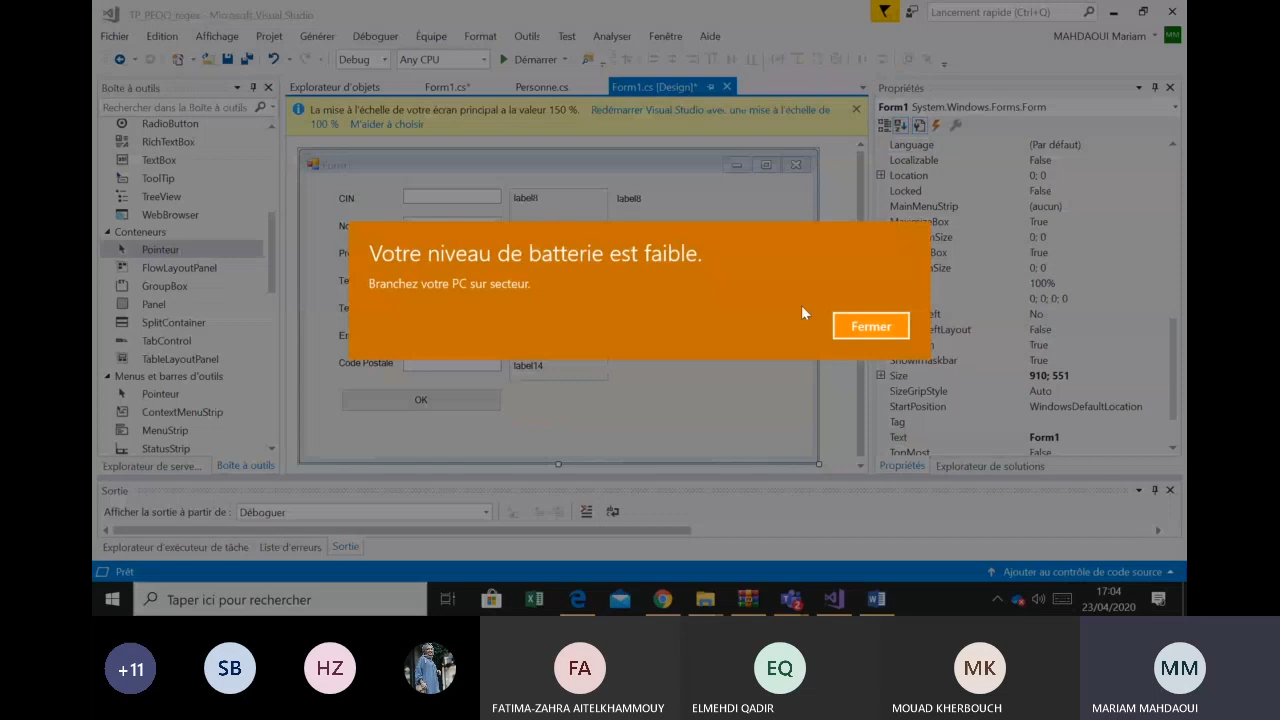 TP_PEOO_regex - Microsoft Visual Studio
Lancement rapide (Ctrl+Q)
Fichier Edition Affichage Projet Générer Déboguer Équipe Format Outils Test Analyser Fenêtre Aide
MAHDAOUI Mariam MM
Debug Any CPU Démarrer
Boîte à outils
Explorateur d'objets Form1.cs* Personne.cs Form1.cs [Design]*
Propriétés
Rechercher dans la Boîte à outils
La mise à l'échelle de votre écran principal a la valeur 150 %. Redémarrer Visual Studio avec une mise à l'échelle de
100 % M'aider à choisir
Form1 System.Windows.Forms.Form
RadioButton
RichTextBox
TextBox
ToolTip
TreeView
WebBrowser
Conteneurs
Pointeur
FlowLayoutPanel
GroupBox
Panel
SplitContainer
TabControl
TableLayoutPanel
Menus et barres d'outils
Pointeur
ContextMenuStrip
MenuStrip
StatusStrip
Explorateur de serve... Boîte à outils
Form1
CIN label8 label8
Votre niveau de batterie est faible.
Branchez votre PC sur secteur.
Fermer
Code Postale label14
OK
Language (Par défaut)
Localizable False
Location 0; 0
Locked False
MainMenuStrip (aucun)
MaximizeBox True
0; 0
True
0; 0
100%
0; 0; 0; 0
No
False
True
True
Size 910; 551
SizeGripStyle Auto
StartPosition WindowsDefaultLocation
Tag
Text Form1
TopMost False
Propriétés Explorateur de solutions
Sortie
Afficher la sortie à partir de : Déboguer
Explorateur d'exécuteur de tâche Liste d'erreurs Sortie
Prêt
Ajouter au contrôle de code source
Taper ici pour rechercher
17:04
23/04/2020
+11 SB HZ FA EQ MK MM
FATIMA-ZAHRA AITELKHAMMOUY ELMEHDI QADIR MOUAD KHERBOUCH MARIAM MAHDAOUI